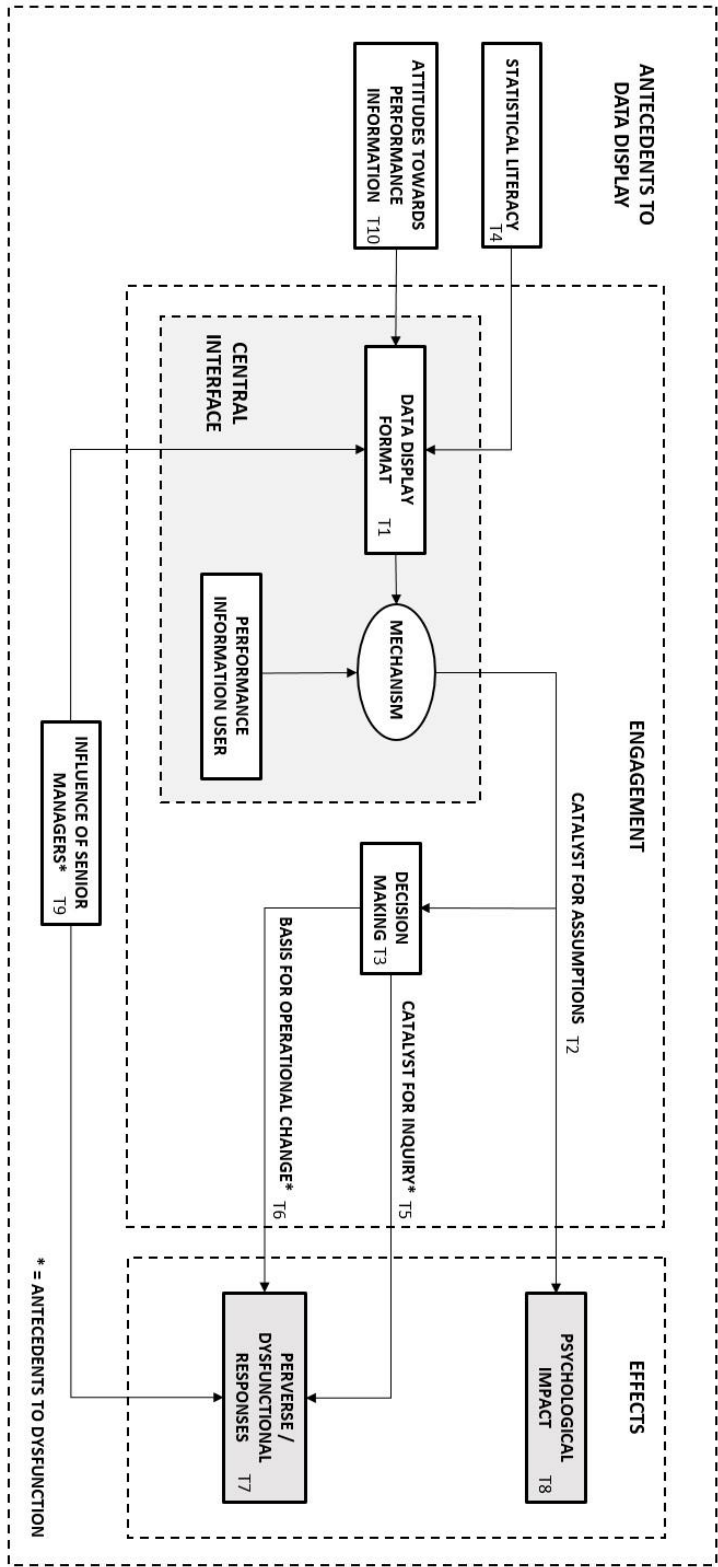 ANTECEDENTS TO
DATA DISPLAY
ENGAGEMENT
EFFECTS
STATISTICAL LITERACY
T4
CATALYST FOR ASSUMPTIONS T2
PSYCHOLOGICAL
IMPACT
T8
ATTITUDES TOWARDS
PERFORMANCE
INFORMATION T10
DATA DISPLAY
FORMAT
T1
MECHANISM
DECISION
MAKING T3
CATALYST FOR INQUIRY* T5
CENTRAL
INTERFACE
PERFORMANCE
INFORMATION USER
BASIS FOR OPERATIONAL CHANGE* T6
PERVERSE /
DYSFUNCTIONAL
RESPONSES T7
INFLUENCE OF SENIOR
MANAGERS* T9
* = ANTECEDENTS TO DYSFUNCTION